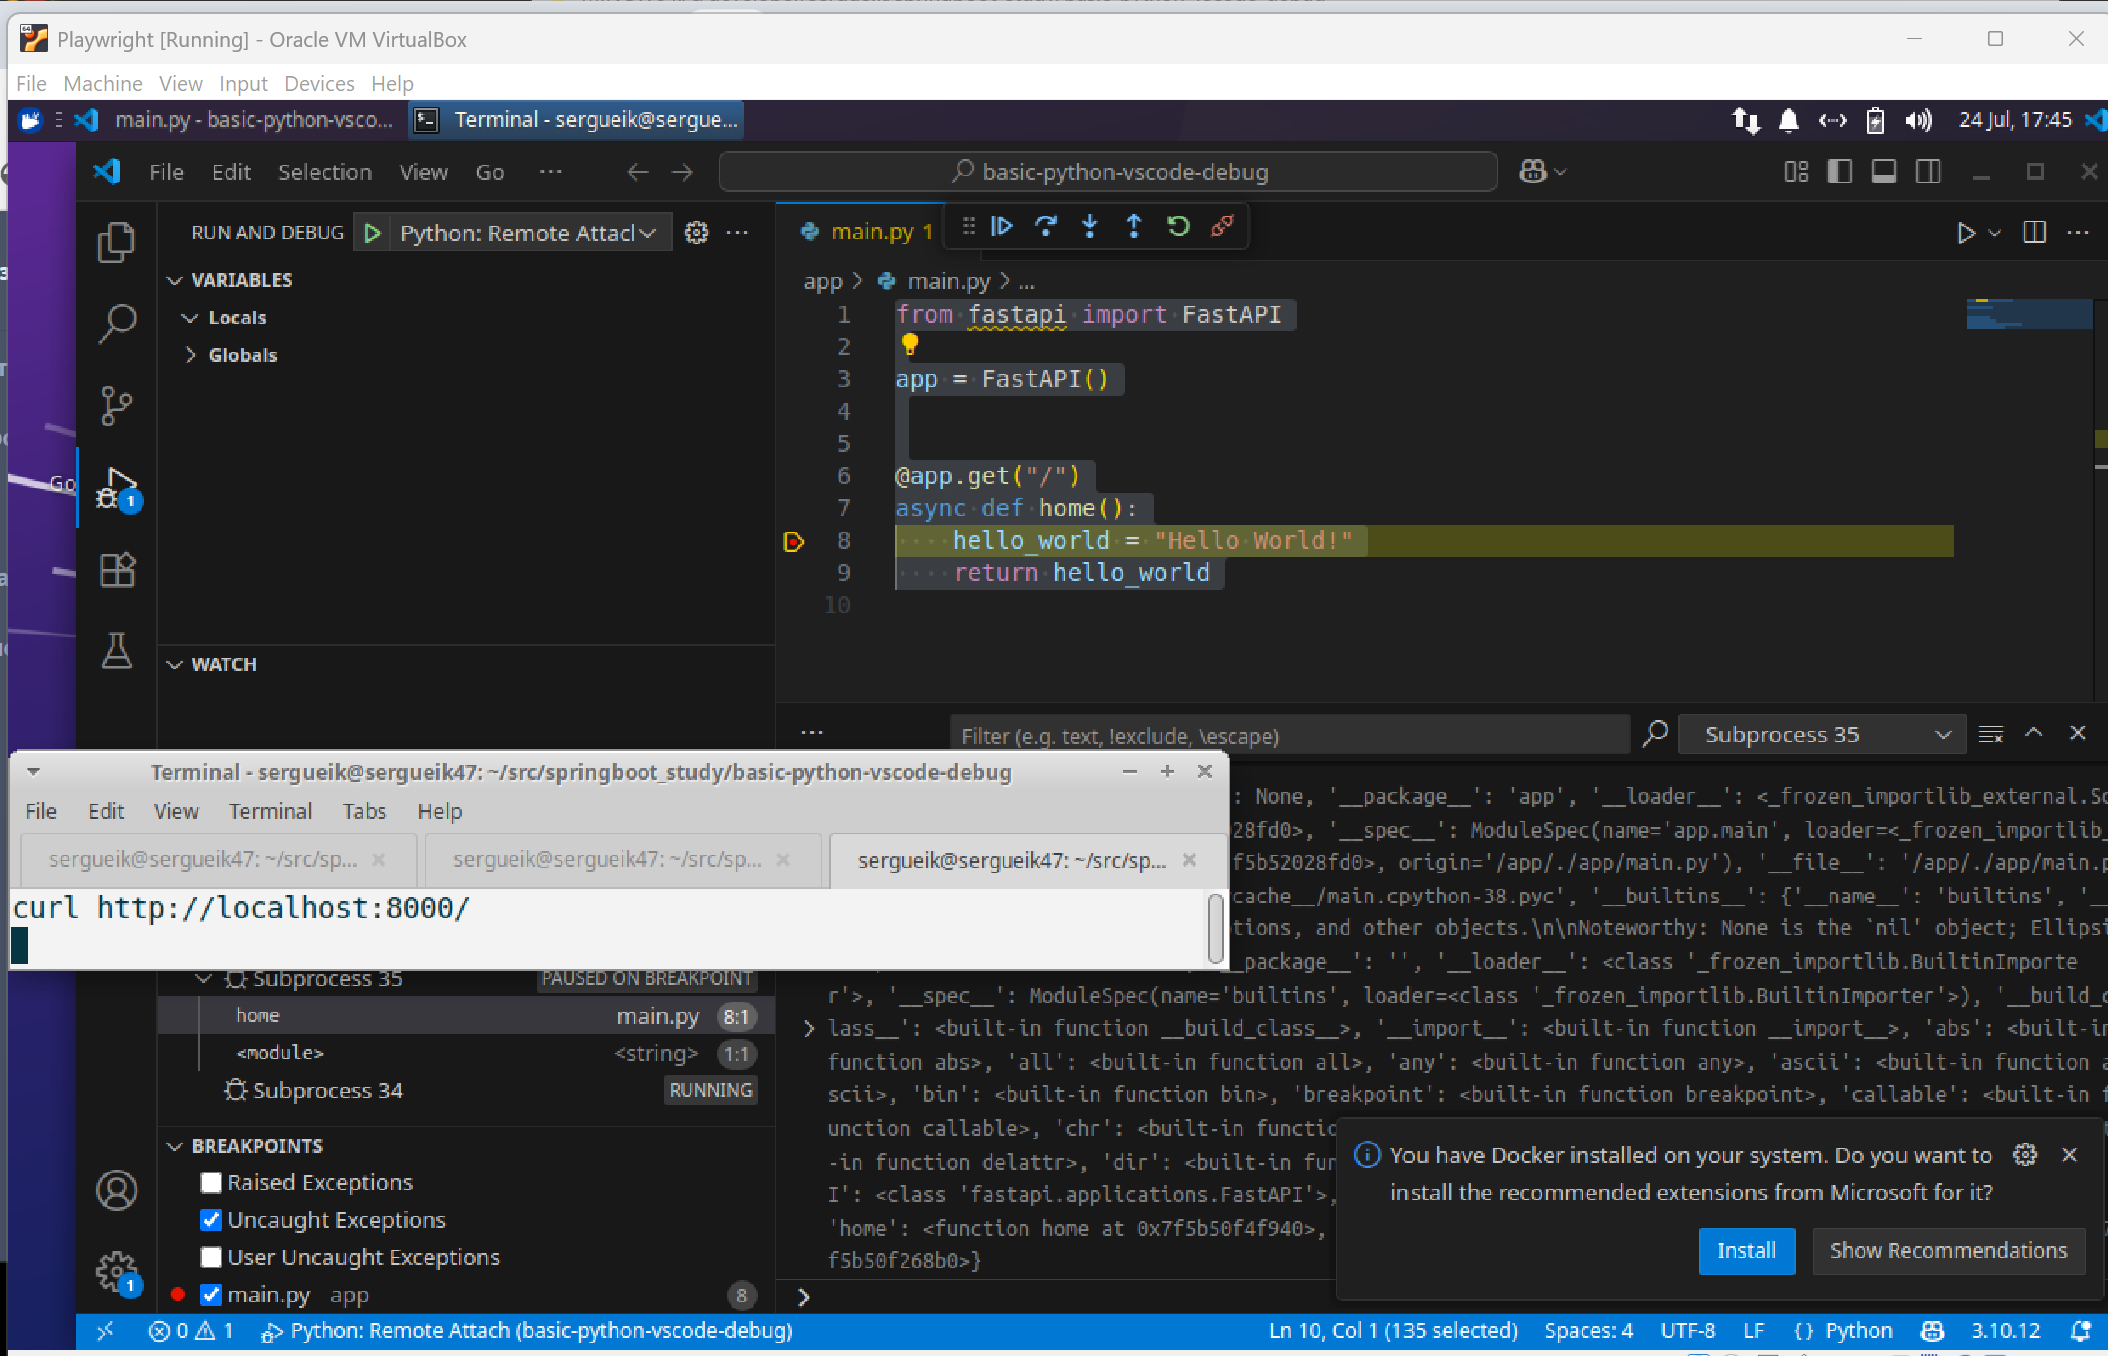 Playwright [Running] - Oracle VM VirtualBox
File Machine View Input Devices Help
main.py - basic-python-vsco... Terminal - sergueik@sergue... 24 Jul, 17:45
File Edit Selection View Go ··· basic-python-vscode-debug
RUN AND DEBUG Python: Remote Attacl ···
main.py 1
VARIABLES
Locals
Globals
app > main.py > ...
1 from fastapi import FastAPI
2
3 app = FastAPI()
4
5
6 @app.get("/")
7 async def home():
8 hello_world = "Hello World!"
9 return hello_world
10
Go
1
WATCH
Filter (e.g. text, !exclude, \escape) Subprocess 35
Terminal - sergueik@sergueik47: ~/src/springboot_study/basic-python-vscode-debug
File Edit View Terminal Tabs Help
sergueik@sergueik47: ~/src/sp... sergueik@sergueik47: ~/src/sp... sergueik@sergueik47: ~/src/sp...
curl http://localhost:8000/
: None, '__package__': 'app', '__loader__': <_frozen_importlib_external.So
28fd0>, '__spec__': ModuleSpec(name='app.main', loader=<_frozen_importlib_
f5b52028fd0>, origin='/app/./app/main.py'), '__file__': '/app/./app/main.p
cache__/main.cpython-38.pyc', '__builtins__': {'__name__': 'builtins', '__
tions, and other objects.\n\nNoteworthy: None is the `nil' object; Ellipsi
_package__': '', '__loader__': <class '_frozen_importlib.BuiltinImporte
r'>, '__spec__': ModuleSpec(name='builtins', loader=<class '_frozen_importlib.BuiltinImporter'>), '__build_c
lass__': <built-in function __build_class__>, '__import__': <built-in function __import__>, 'abs': <built-in
function abs>, 'all': <built-in function all>, 'any': <built-in function any>, 'ascii': <built-in function a
scii>, 'bin': <built-in function bin>, 'breakpoint': <built-in function breakpoint>, 'callable': <built-in f
unction callable>, 'chr': <built-in functio
-in function delattr>, 'dir': <built-in fun
I': <class 'fastapi.applications.FastAPI'>,
'home': <function home at 0x7f5b50f4f940>,
f5b50f268b0>}
Subprocess 35 PAUSED ON BREAKPOINT
home main.py 8:1
<module> <string> 1:1
Subprocess 34 RUNNING
BREAKPOINTS
Raised Exceptions
Uncaught Exceptions
User Uncaught Exceptions
main.py app 8
1
You have Docker installed on your system. Do you want to
install the recommended extensions from Microsoft for it?
Install Show Recommendations
0 1 Python: Remote Attach (basic-python-vscode-debug) Ln 10, Col 1 (135 selected) Spaces: 4 UTF-8 LF {} Python 3.10.12